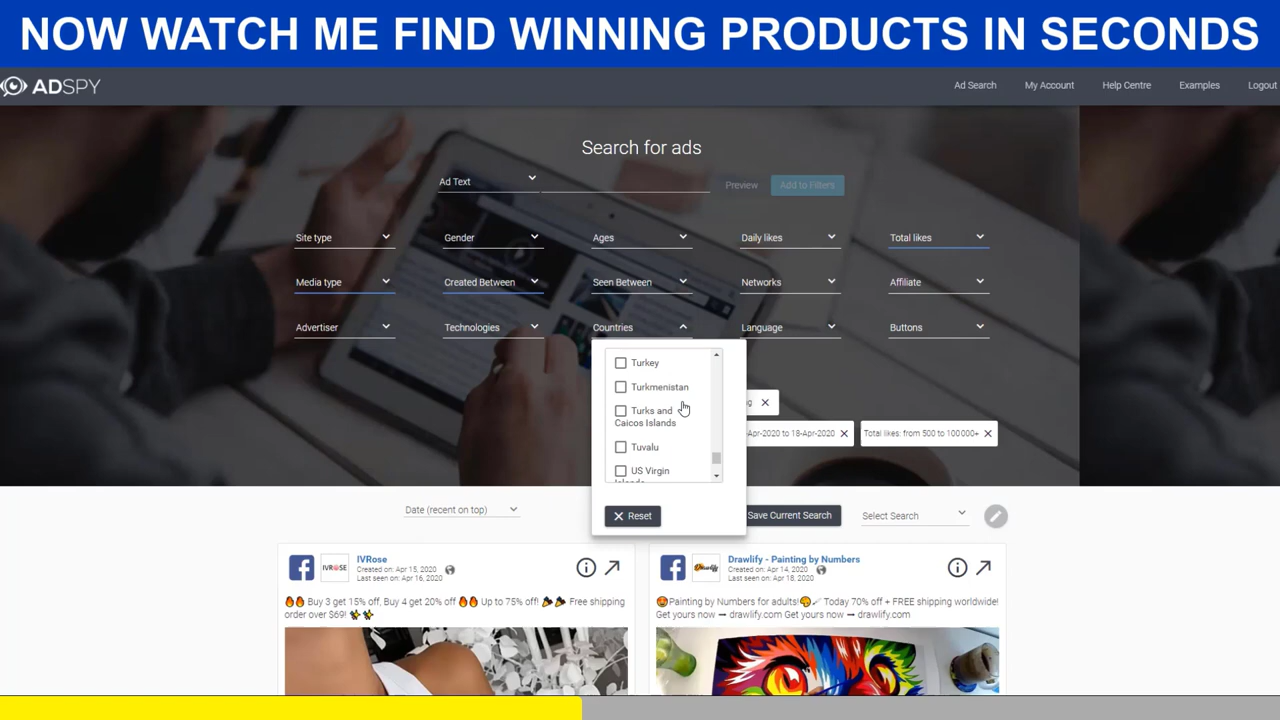 NOW WATCH ME FIND WINNING PRODUCTS IN SECONDS
ADSPY
Ad Search
My Account
Help Centre
Examples
Logout
Search for ads
Ad Text
Preview
Add to Filters
Site type
Gender
Ages
Daily likes
Total likes
Media type
Created Between
Seen Between
Networks
Affiliate
Advertiser
Technologies
Countries
Language
Buttons
Turkey
Turkmenistan
Turks and
Caicos Islands
Tuvalu
US Virgin
Islands
Reset
-Apr-2020 to 18-Apr-2020
Total likes: from 500 to 100000+
Date (recent on top)
Save Current Search
Select Search
IVROSE
IVRose
Created on: Apr 15, 2020
Last seen on: Apr 16, 2020
🔥🔥 Buy 3 get 15% off, Buy 4 get 20% off 🔥🔥 Up to 75% off! 🎉🎉 Free shipping
order over $69! ✨✨
Drawlify - Painting by Numbers
Created on: Apr 14, 2020
Last seen on: Apr 18, 2020
😍Painting by Numbers for adults!🎨🖌 Today 70% off + FREE shipping worldwide!
Get yours now ➞ drawlify.com Get yours now ➞ drawlify.com